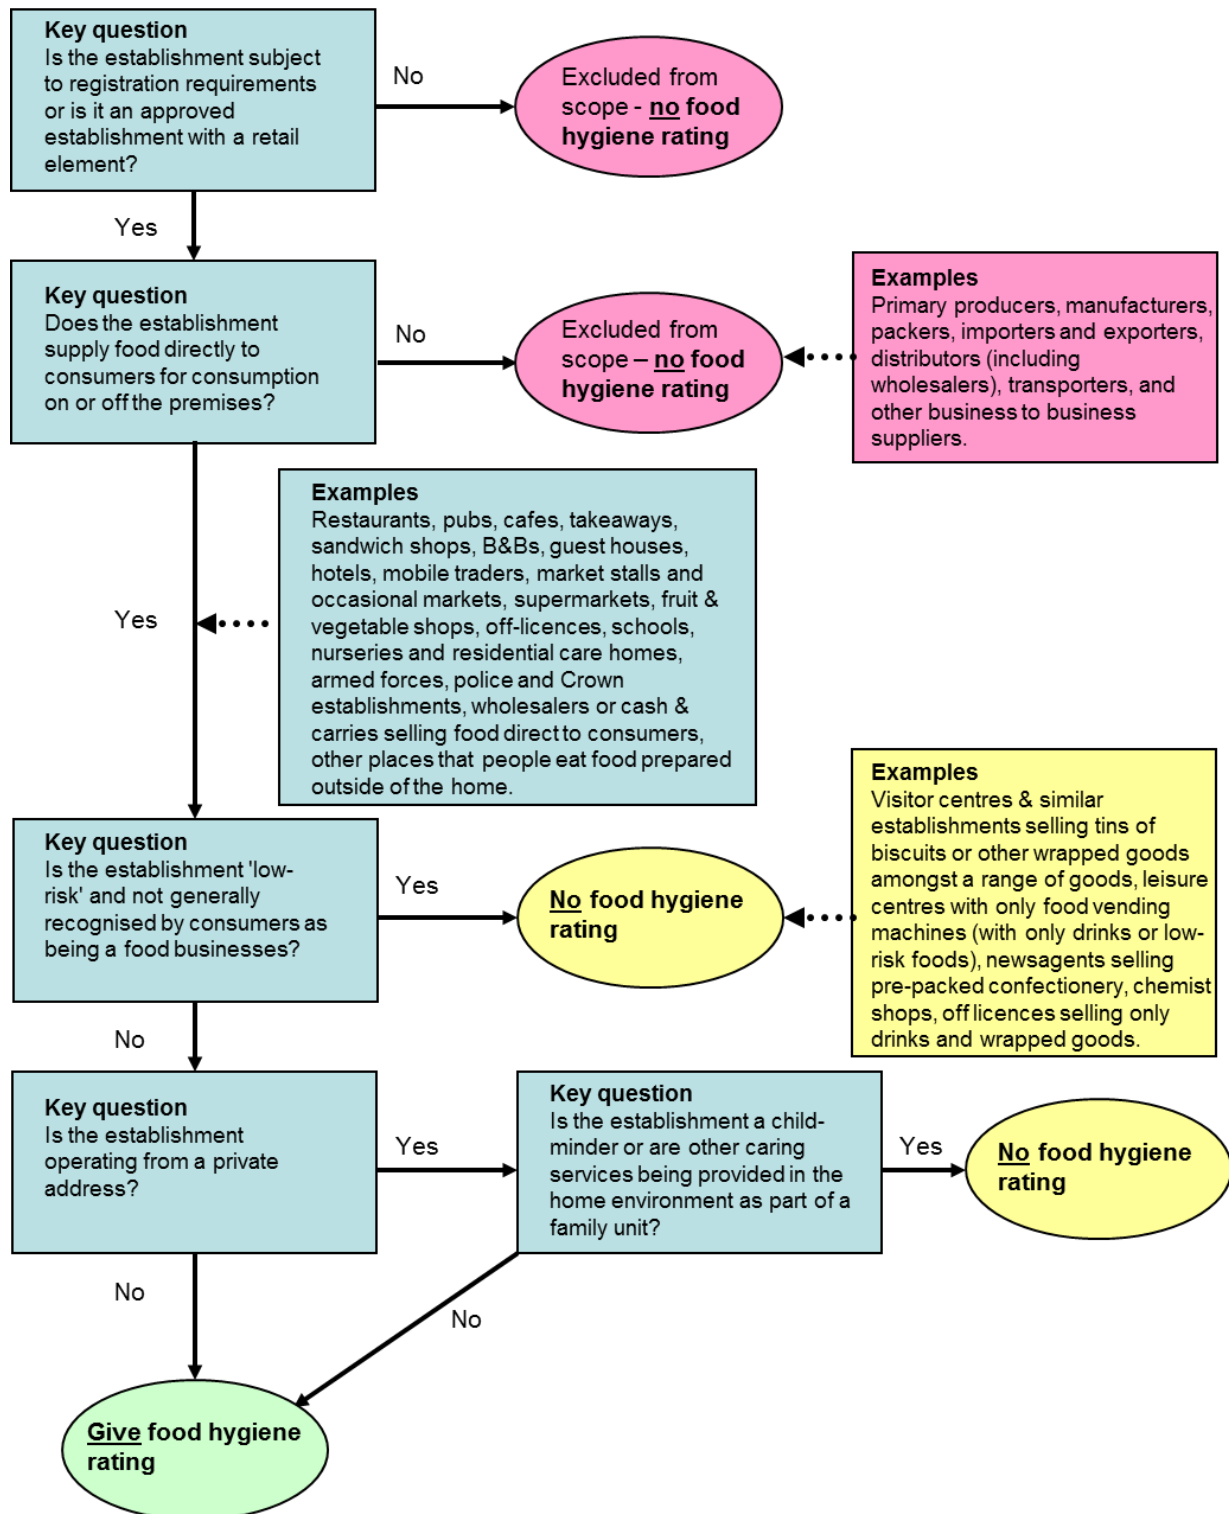 Key question
Is the establishment subject
to registration requirements
or is it an approved
establishment with a retail
element?
No
Excluded from
scope - no food
hygiene rating
Yes
Key question
Does the establishment
supply food directly to
consumers for consumption
on or off the premises?
No
Excluded from
scope – no food
hygiene rating
Examples
Primary producers, manufacturers,
packers, importers and exporters,
distributors (including
wholesalers), transporters, and
other business to business
suppliers.
Yes
Examples
Restaurants, pubs, cafes, takeaways,
sandwich shops, B&Bs, guest houses,
hotels, mobile traders, market stalls and
occasional markets, supermarkets, fruit &
vegetable shops, off-licences, schools,
nurseries and residential care homes,
armed forces, police and Crown
establishments, wholesalers or cash &
carries selling food direct to consumers,
other places that people eat food prepared
outside of the home.
Key question
Is the establishment 'low-
risk' and not generally
recognised by consumers as
being a food businesses?
Yes
No food hygiene
rating
Examples
Visitor centres & similar
establishments selling tins of
biscuits or other wrapped goods
amongst a range of goods, leisure
centres with only food vending
machines (with only drinks or low-
risk foods), newsagents selling
pre-packed confectionery, chemist
shops, off licences selling only
drinks and wrapped goods.
No
Key question
Is the establishment
operating from a private
address?
Yes
Key question
Is the establishment a child-
minder or are other caring
services being provided in the
home environment as part of a
family unit?
Yes
No food hygiene
rating
No
No
Give food hygiene
rating